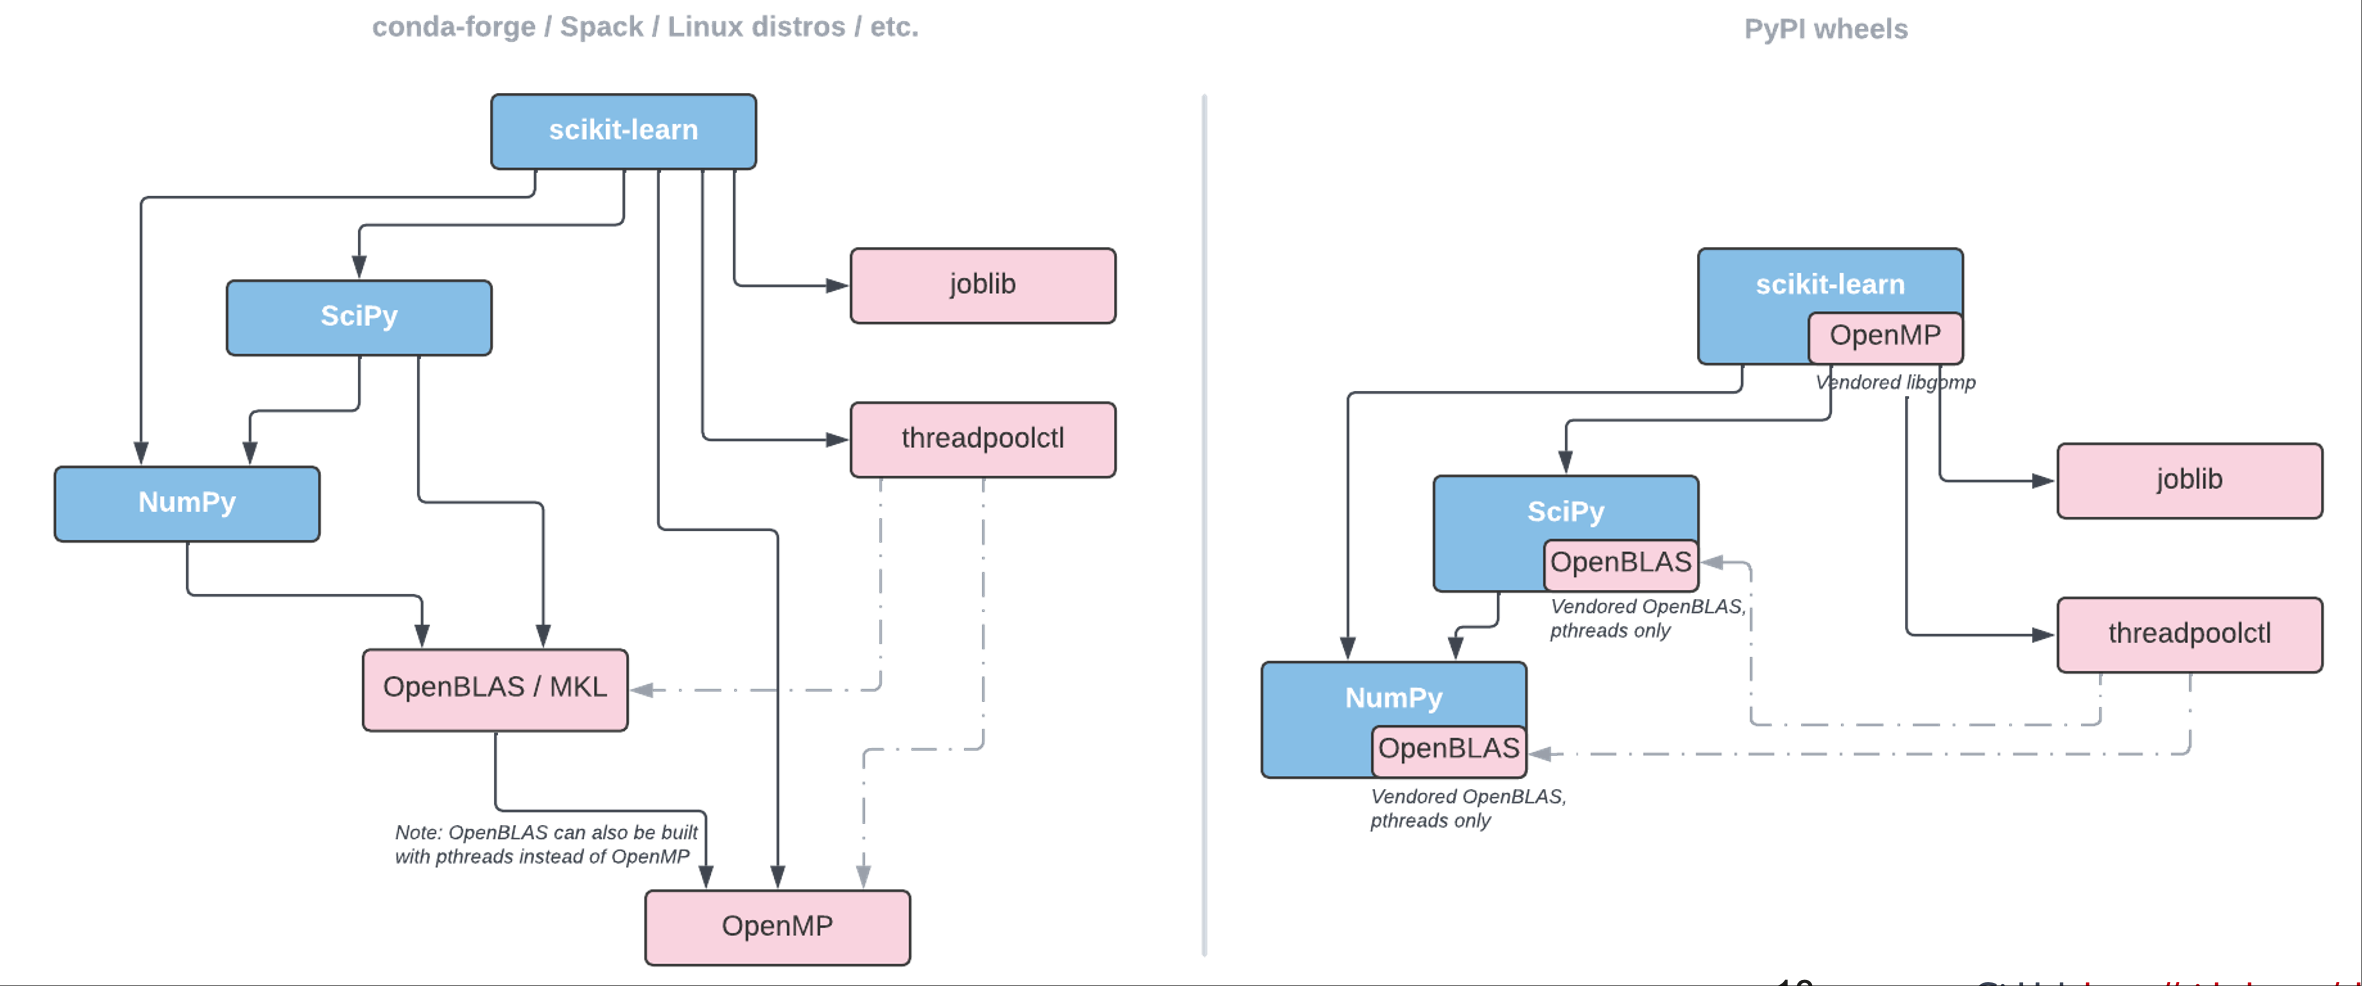 conda-forge / Spack / Linux distros / etc.
scikit-learn
joblib
SciPy
threadpoolctl
NumPy
OpenBLAS / MKL
Note: OpenBLAS can also be built
with pthreads instead of OpenMP
OpenMP
PyPI wheels
scikit-learn
OpenMP
Vendored libgomp
joblib
SciPy
OpenBLAS
Vendored OpenBLAS,
pthreads only
threadpoolctl
NumPy
OpenBLAS
Vendored OpenBLAS,
pthreads only